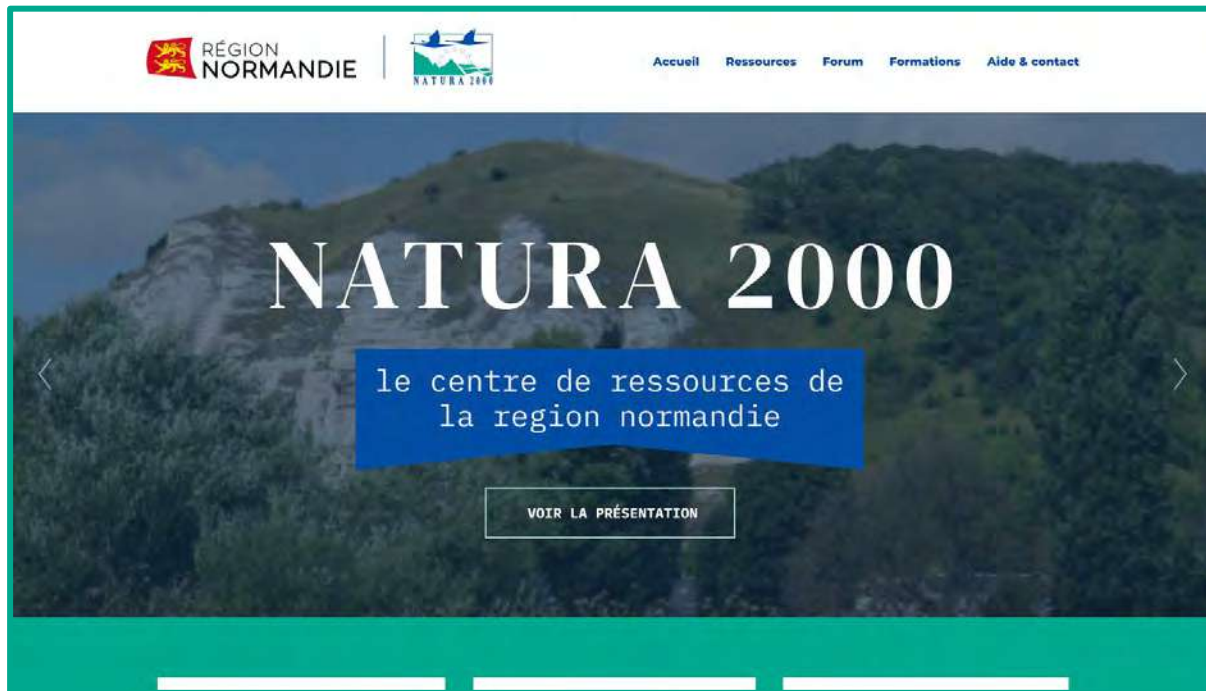 RÉGION
NORMANDIE
NATURA 2000
Accueil Ressources Forum Formations Aide & contact
NATURA 2000
le centre de ressources de
la region normandie
VOIR LA PRÉSENTATION